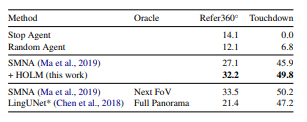 Method Oracle Refer360° Touchdown
Stop Agent 14.1 0.0
Random Agent 12.1 6.8
SMNA (Ma et al., 2019) 27.1 45.9
+ HOLM (this work) 32.2 49.8
SMNA (Ma et al., 2019) Next FoV 33.5 50.2
LingUNet* (Chen et al., 2018) Full Panorama 21.4 47.2